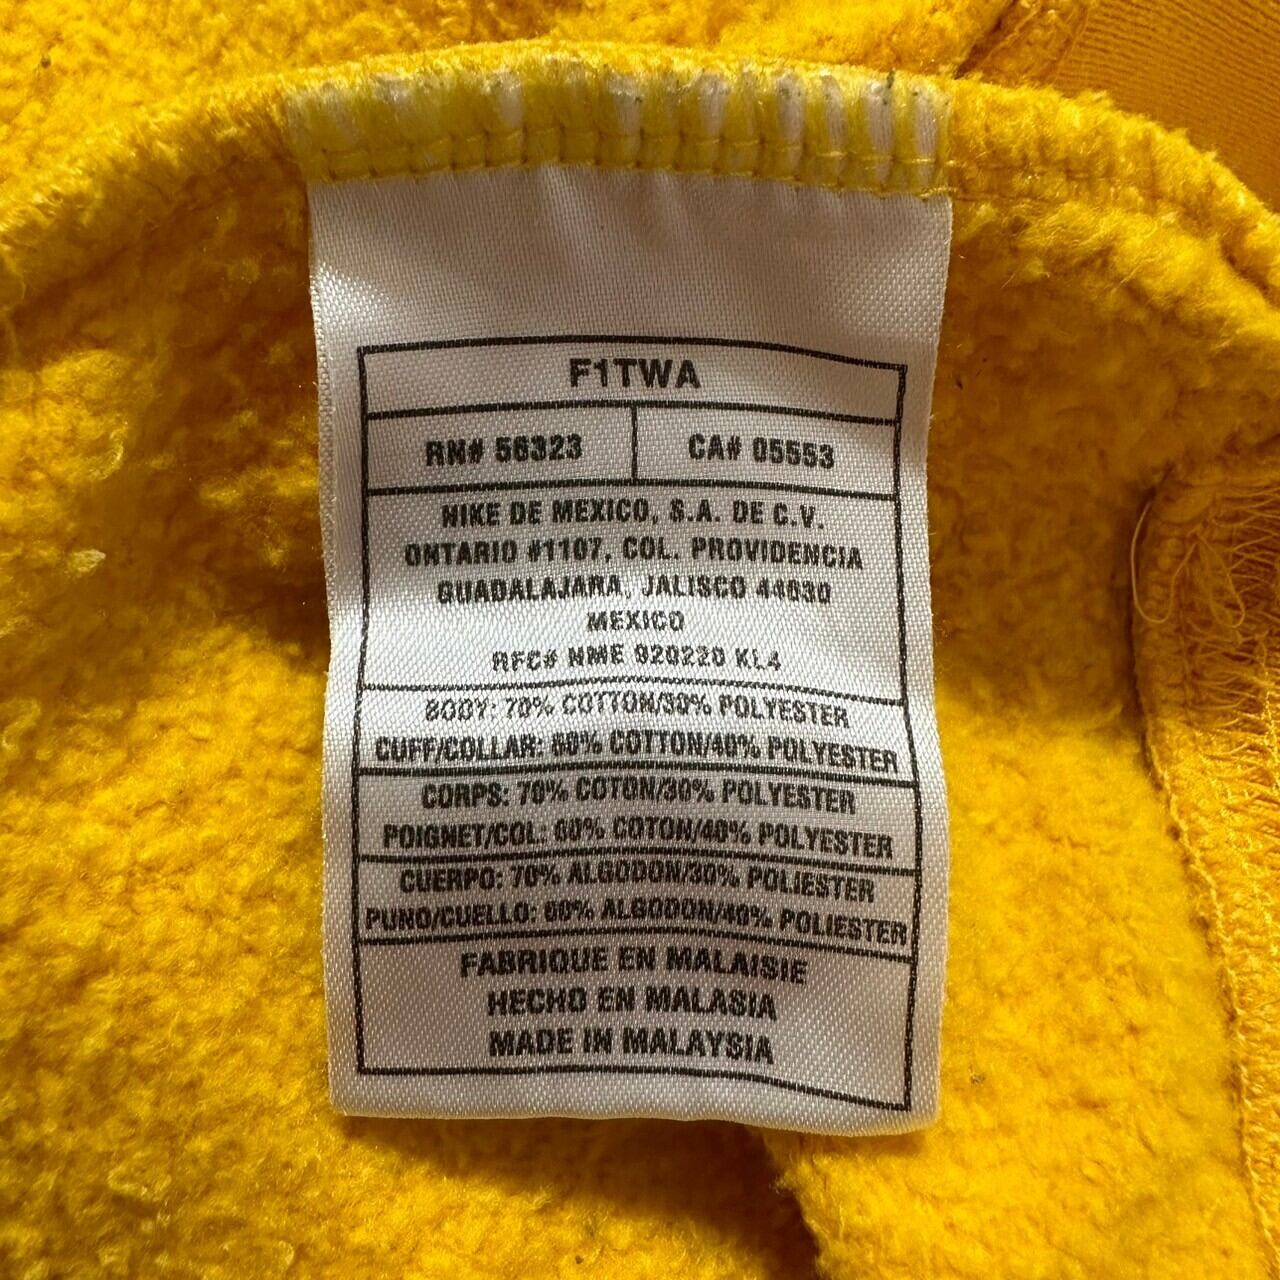 F1TWA
RN# 56323 CA# 05553
NIKE DE MEXICO, S.A. DE C.V.
ONTARIO #1107, COL. PROVIDENCIA
GUADALAJARA, JALISCO 44630
MEXICO
RFC# NME 920220 KL4
BODY: 70% COTTON/30% POLYESTER
CUFF/COLLAR: 60% COTTON/40% POLYESTER
CORPS: 70% COTON/30% POLYESTER
POIGNET/COL: 60% COTON/40% POLYESTER
CUERPO: 70% ALGODON/30% POLIESTER
PUNO/CUELLO: 60% ALGODON/40% POLIESTER
FABRIQUE EN MALAISIE
HECHO EN MALASIA
MADE IN MALAYSIA